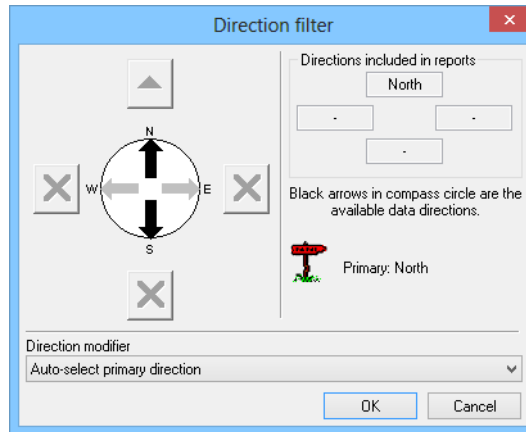 Direction filter
Directions included in reports
North
N
-
-
W
E
-
Black arrows in compass circle are the
available data directions.
S
Primary: North
Direction modifier
Auto-select primary direction
OK
Cancel